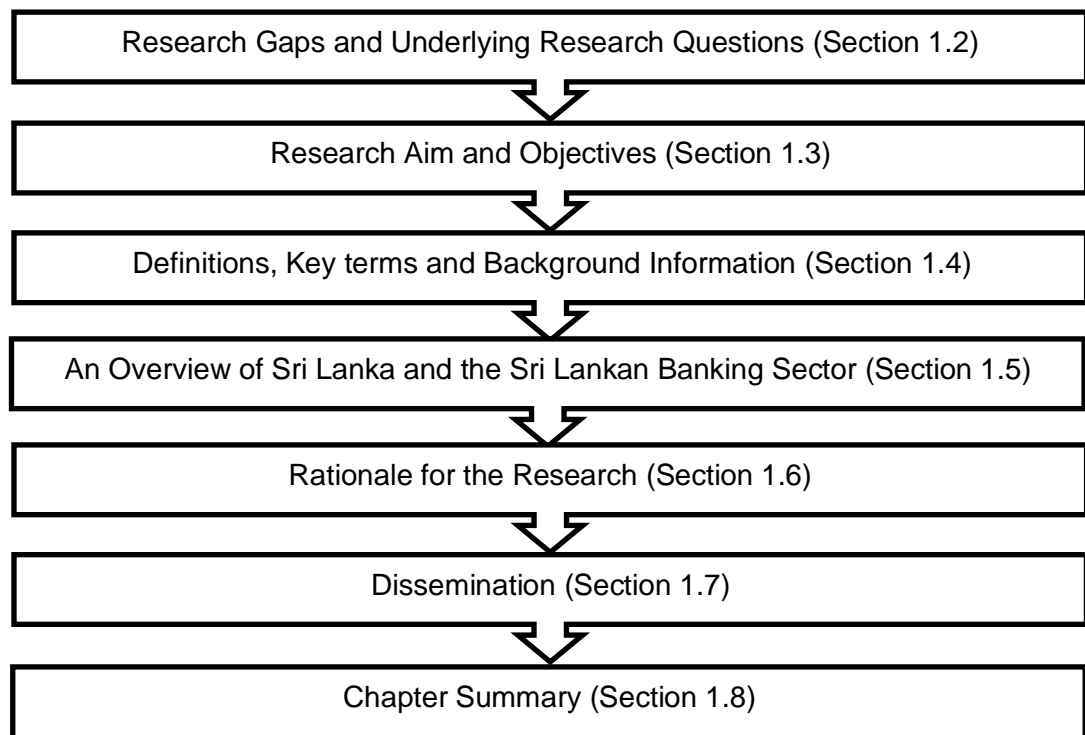 Research Gaps and Underlying Research Questions (Section 1.2)
Research Aim and Objectives (Section 1.3)
Definitions, Key terms and Background Information (Section 1.4)
An Overview of Sri Lanka and the Sri Lankan Banking Sector (Section 1.5)
Rationale for the Research (Section 1.6)
Dissemination (Section 1.7)
Chapter Summary (Section 1.8)